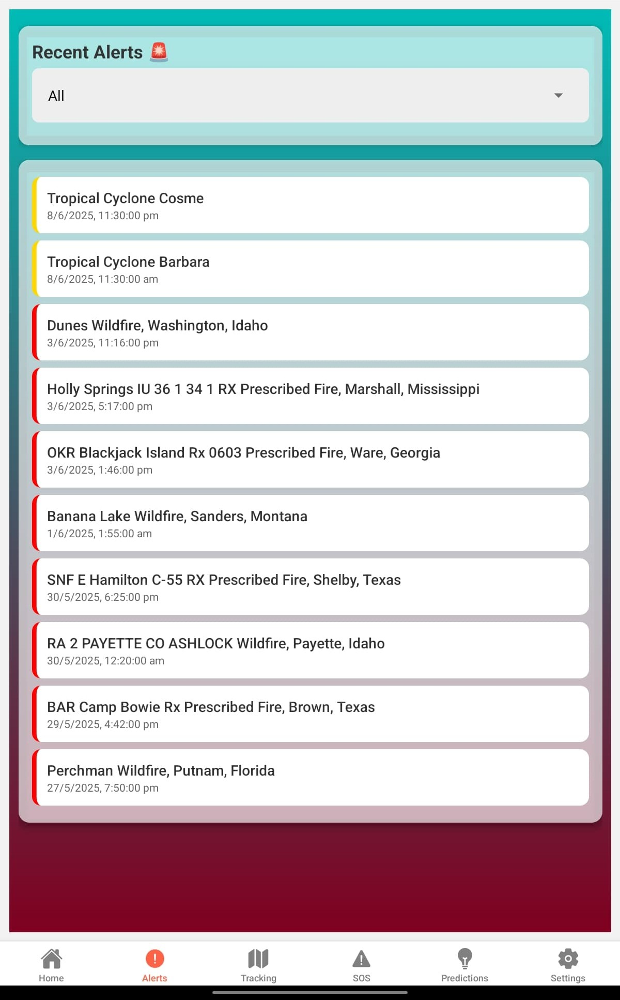 Recent Alerts 🚨
All
Tropical Cyclone Cosme
8/6/2025, 11:30:00 pm
Tropical Cyclone Barbara
8/6/2025, 11:30:00 am
Dunes Wildfire, Washington, Idaho
3/6/2025, 11:16:00 pm
Holly Springs IU 36 1 34 1 RX Prescribed Fire, Marshall, Mississippi
3/6/2025, 5:17:00 pm
OKR Blackjack Island Rx 0603 Prescribed Fire, Ware, Georgia
3/6/2025, 1:46:00 pm
Banana Lake Wildfire, Sanders, Montana
1/6/2025, 1:55:00 am
SNF E Hamilton C-55 RX Prescribed Fire, Shelby, Texas
30/5/2025, 6:25:00 pm
RA 2 PAYETTE CO ASHLOCK Wildfire, Payette, Idaho
30/5/2025, 12:20:00 am
BAR Camp Bowie Rx Prescribed Fire, Brown, Texas
29/5/2025, 4:42:00 pm
Perchman Wildfire, Putnam, Florida
27/5/2025, 7:50:00 pm
Home Alerts Tracking SOS Predictions Settings